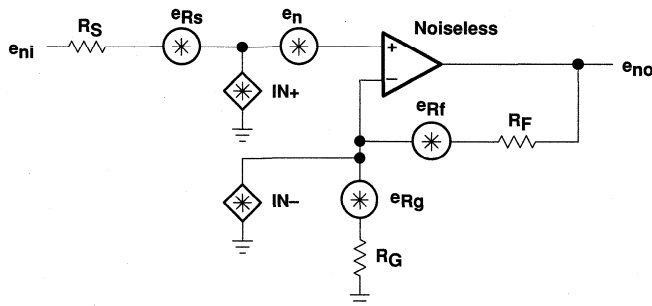 eRs
en
Noiseless
eni
RS
+
−
eno
IN+
eRf
RF
IN−
eRg
RG